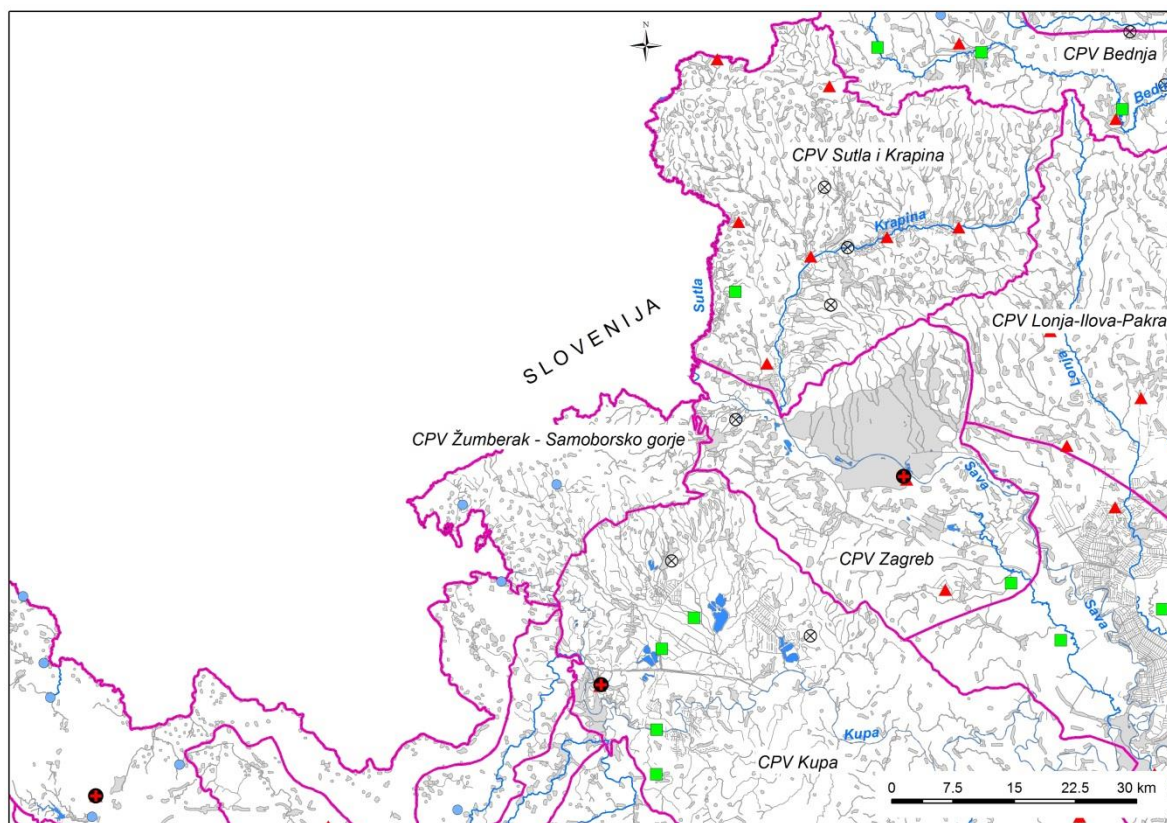 N
CPV Bednja
Bedn
CPV Sutla i Krapina
Krapina
Sutla
SLOVENIJA
CPV Lonja-Ilova-Pakra
Lonja
CPV Žumberak - Samoborsko gorje
Sava
CPV Zagreb
Sava
Kupa
CPV Kupa
0 7.5 15 22.5 30 km